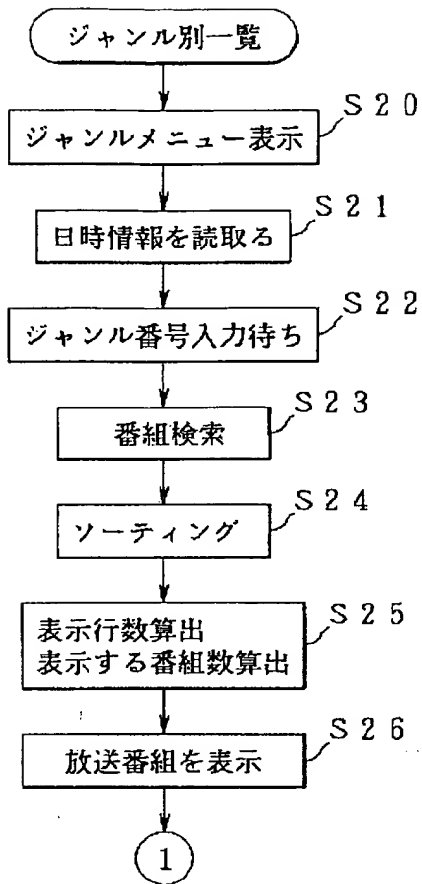 ジャンル別一覧
S20
ジャンルメニュー表示
S21
日時情報を読取る
S22
ジャンル番号入力待ち
S23
番組検索
S24
ソーティング
S25
表示行数算出
表示する番組数算出
S26
放送番組を表示
1